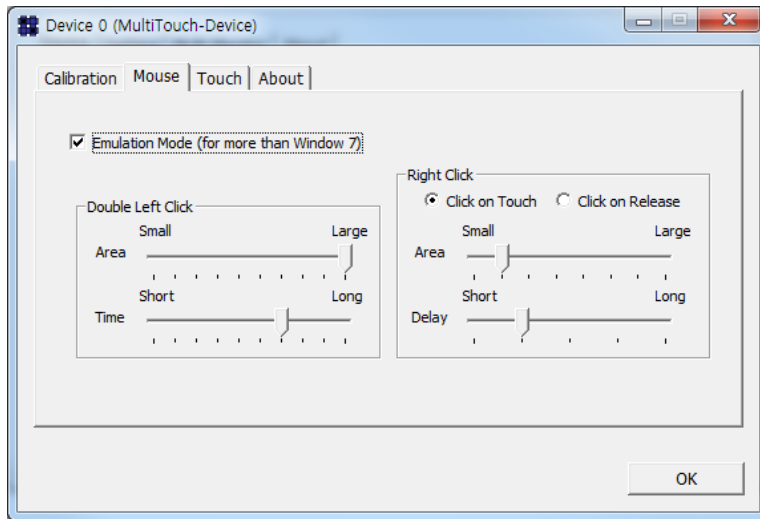 Device 0 (MultiTouch-Device)
Calibration Mouse Touch About
Emulation Mode (for more than Window 7)
Double Left Click
Small Large
Area
Short Long
Time
Right Click
Click on Touch Click on Release
Small Large
Area
Short Long
Delay
OK